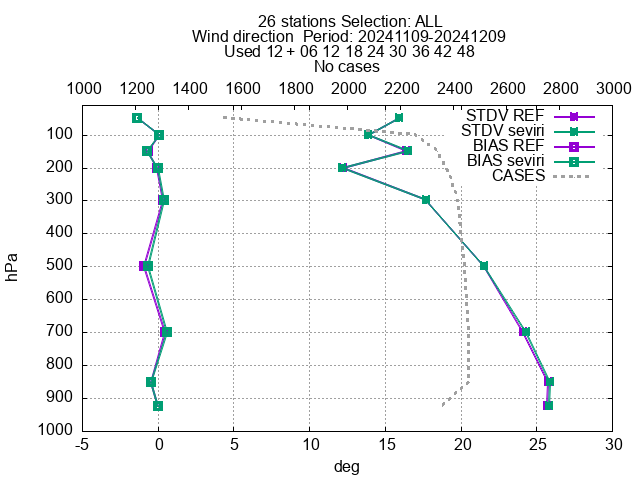 26 stations Selection: ALL
Wind direction  Period: 20241109-20241209
Used 12 + 06 12 18 24 30 36 42 48
No cases
1000 1200 1400 1600 1800 2000 2200 2400 2600 2800 3000
STDV REF
STDV seviri
BIAS REF
BIAS seviri
CASES
100
200
300
400
500
600
700
800
900
1000
hPa
-5 0 5 10 15 20 25 30
deg